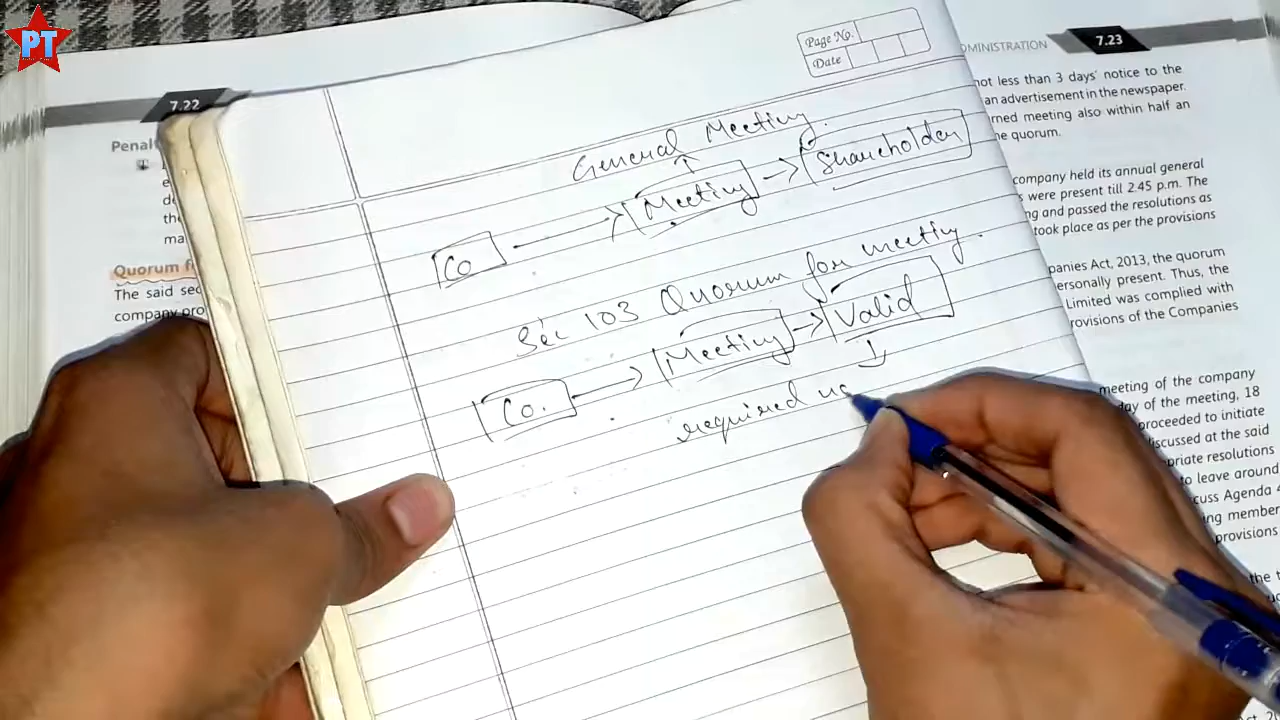 PT
7.22
Penal
Quorum f
The said sec
company pro
Page No.
Date
General Meeting.
Co → Meeting → Shareholder
Sec 103 Quorum for meeting.
Co. → Meeting → Valid
required no
DMINISTRATION 7.23
not less than 3 days' notice to the
an advertisement in the newspaper.
rned meeting also within half an
he quorum.
company held its annual general
were present till 2.45 p.m. The
ng and passed the resolutions as
took place as per the provisions
panies Act, 2013, the quorum
ersonally present. Thus, the
Limited was complied with
rovisions of the Companies
meeting of the company
day of the meeting, 18
proceeded to initiate
iscussed at the said
priate resolutions
to leave around
cuss Agenda 4
ing member
provisions
the t